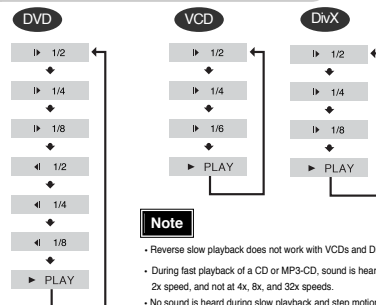 DVD
1/2
1/4
1/8
1/2
1/4
1/8
PLAY
VCD
1/2
1/4
1/6
PLAY
DivX
1/2
1/4
1/8
PLAY
Note
• Reverse slow playback does not work with VCDs and
• During fast playback of a CD or MP3-CD, sound is
2x speed, and not at 4x, 8x, and 32x speeds.
• No sound is heard during slow playback and step